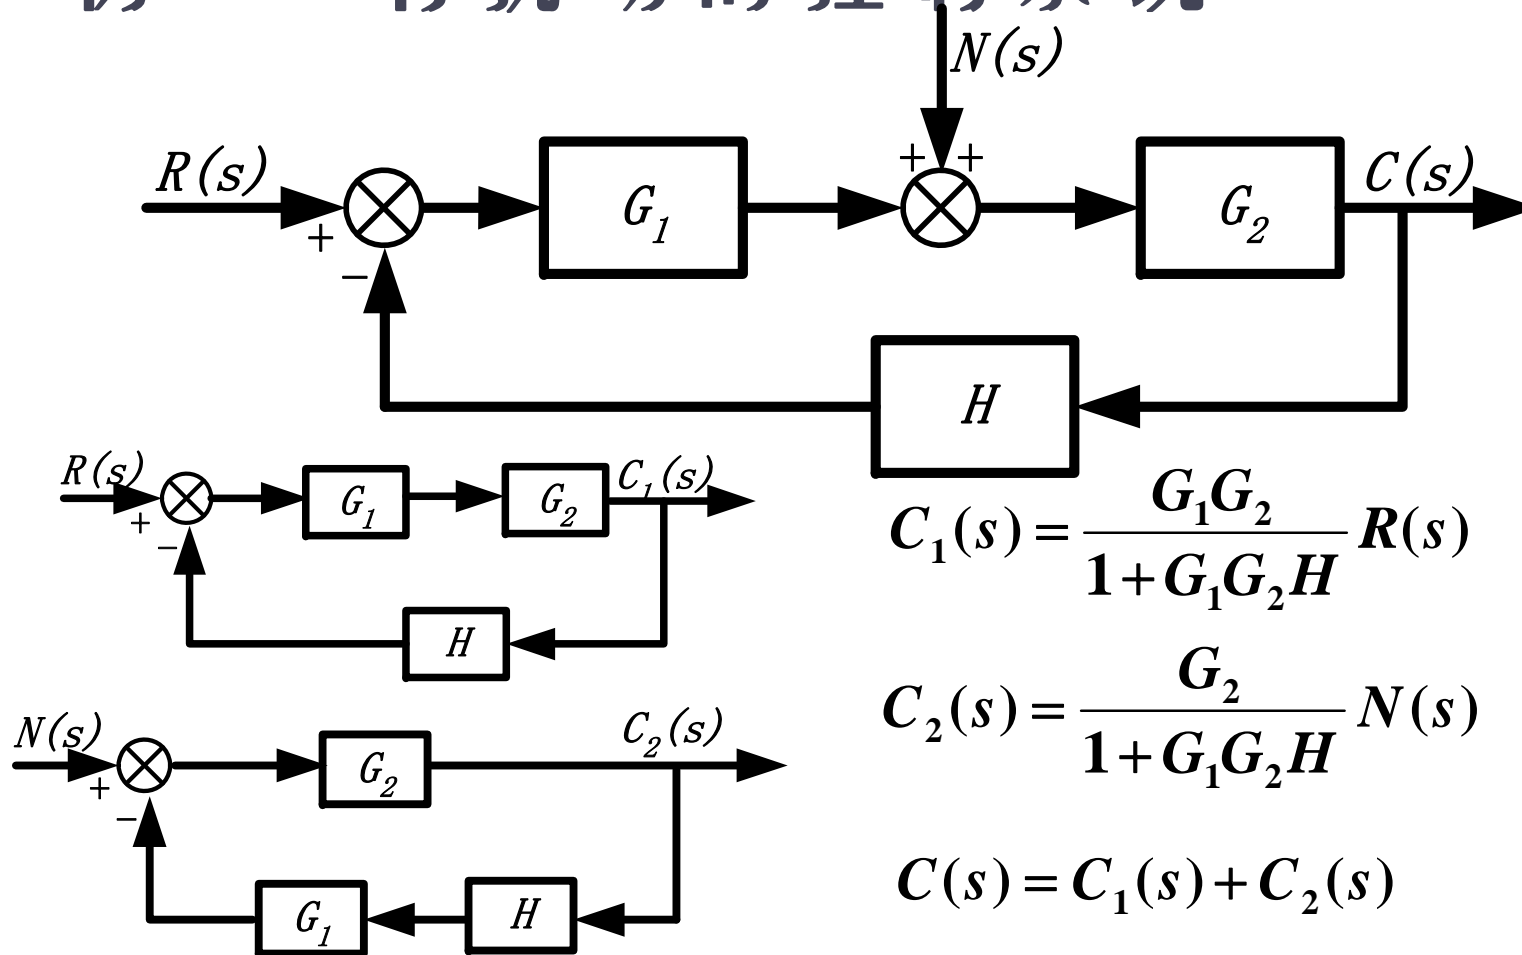 N(s)
R(s)
+
−
G₁
+ +
G₂
C(s)
H
R(s)
+
−
G₁
G₂
C₁(s)
H
C₁(s) = G₁G₂ / (1+G₁G₂H) R(s)
N(s)
+
−
G₂
C₂(s)
G₁
H
C₂(s) = G₂ / (1+G₁G₂H) N(s)
C(s) = C₁(s) + C₂(s)